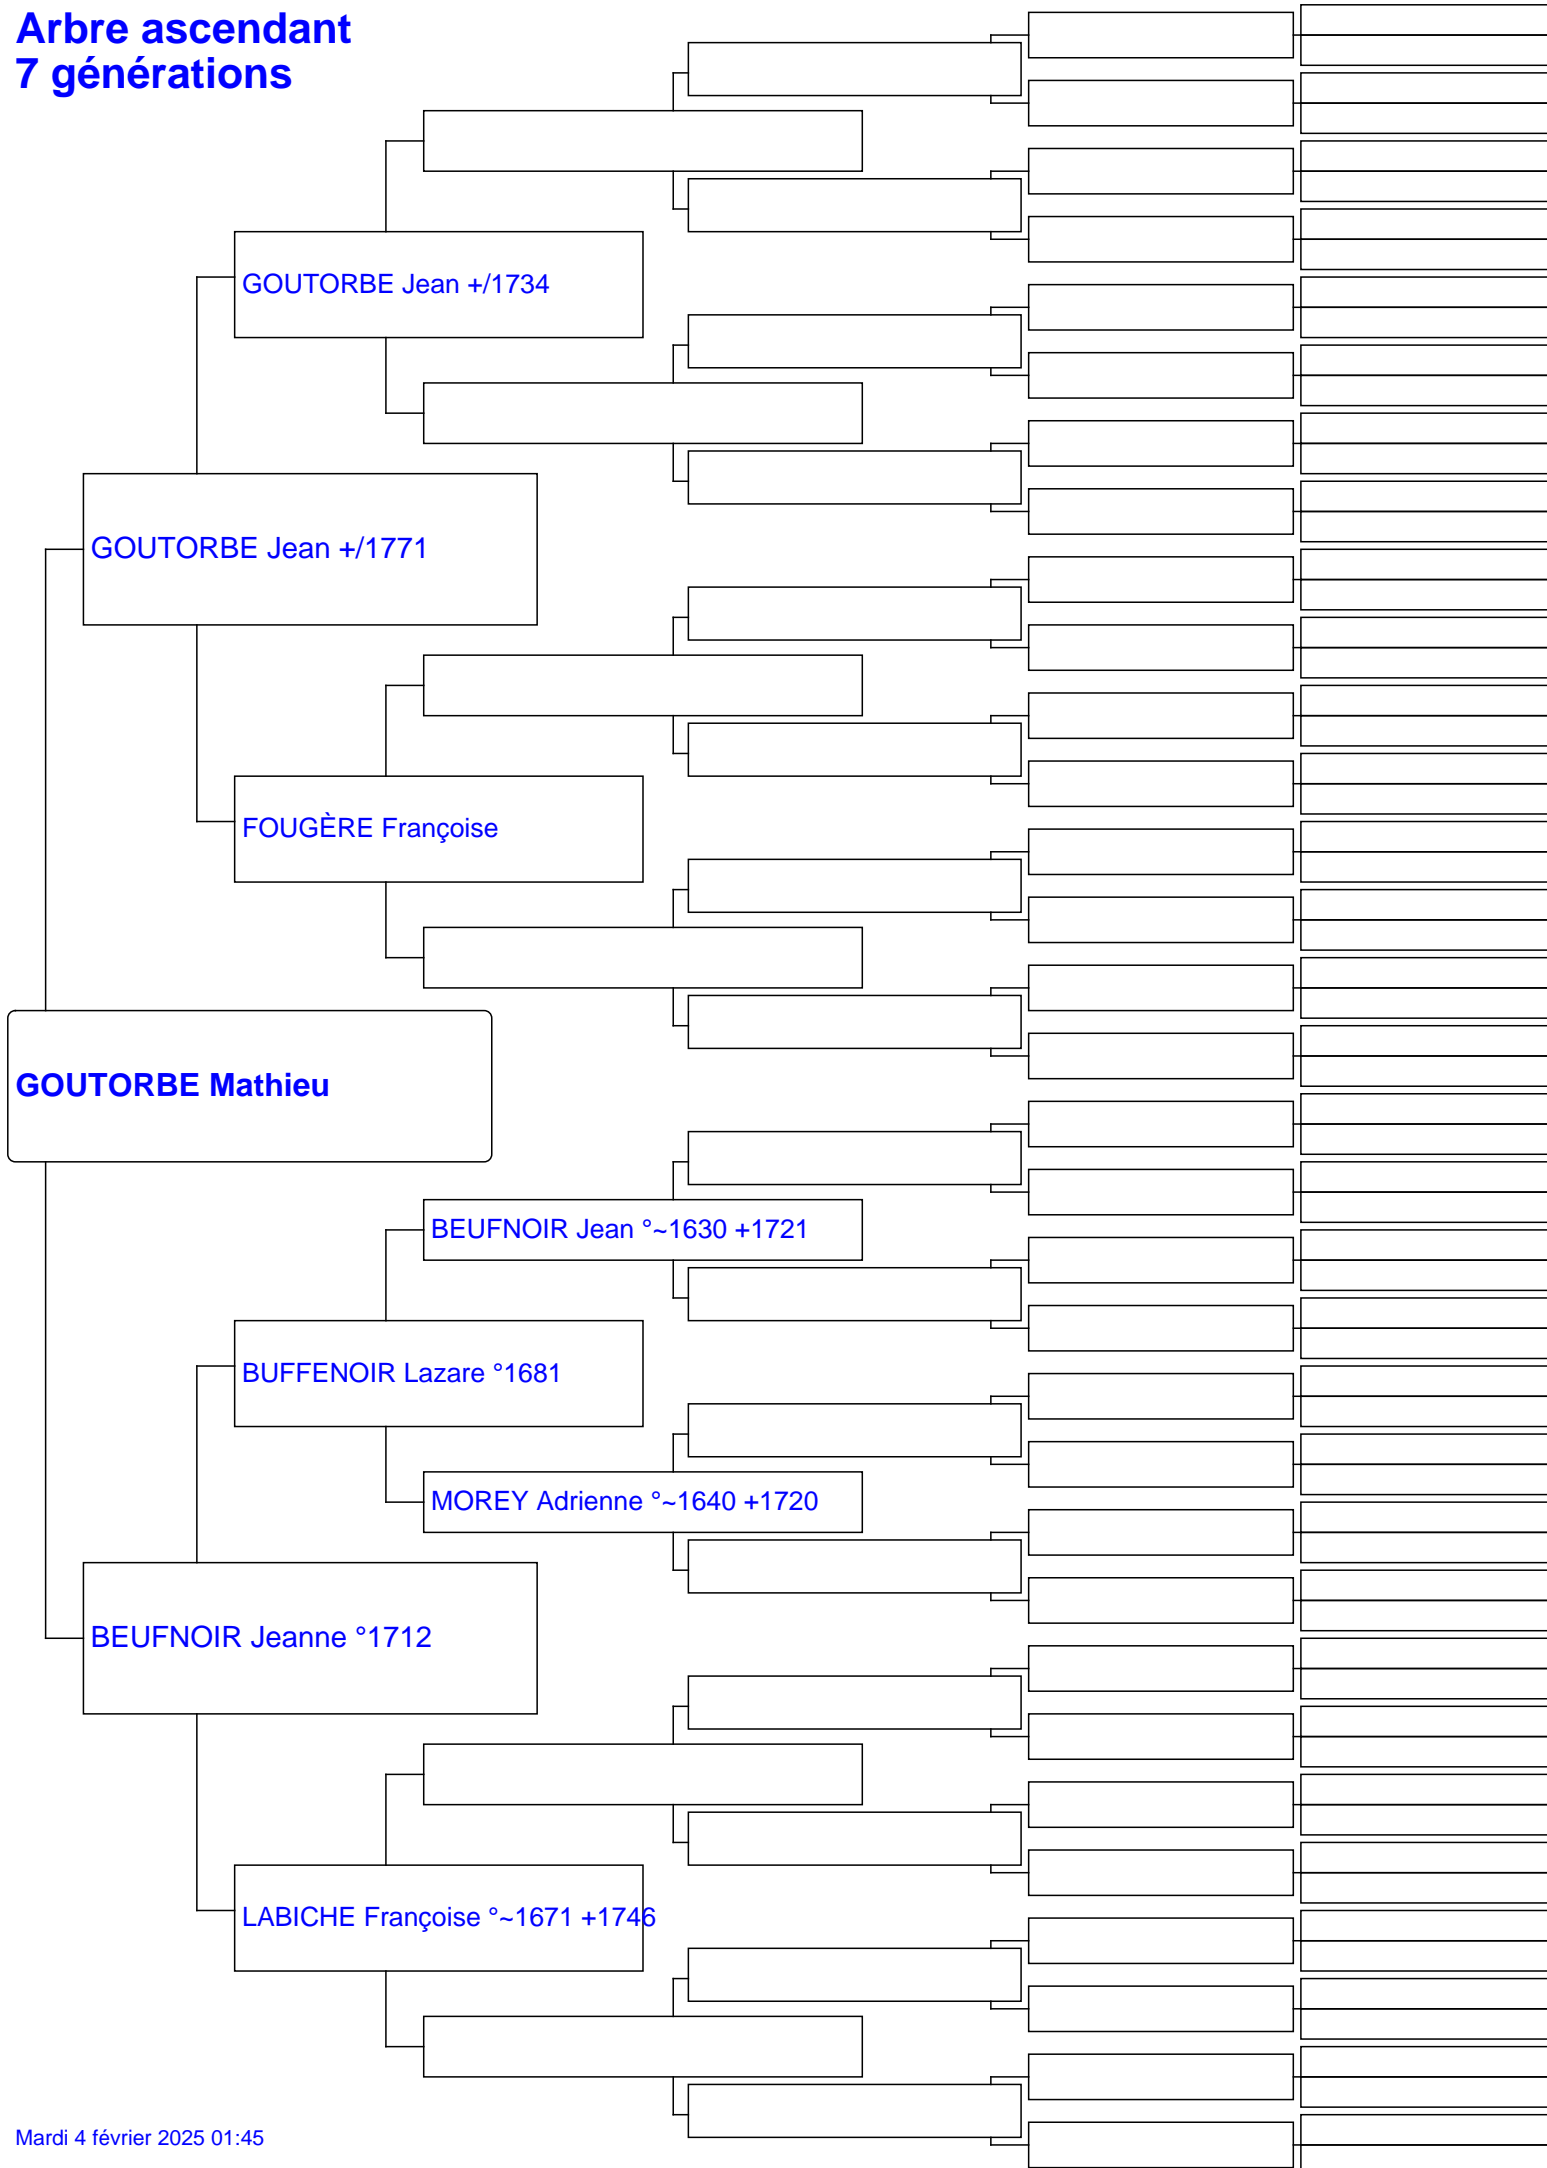 Arbre ascendant
7 générations
GOUTORBE Jean +/1734
GOUTORBE Jean +/1771
FOUGÈRE Françoise
GOUTORBE Mathieu
BEUFNOIR Jean °~1630 +1721
BUFFENOIR Lazare °1681
MOREY Adrienne °~1640 +1720
BEUFNOIR Jeanne °1712
LABICHE Françoise °~1671 +1746
Mardi 4 février 2025 01:45